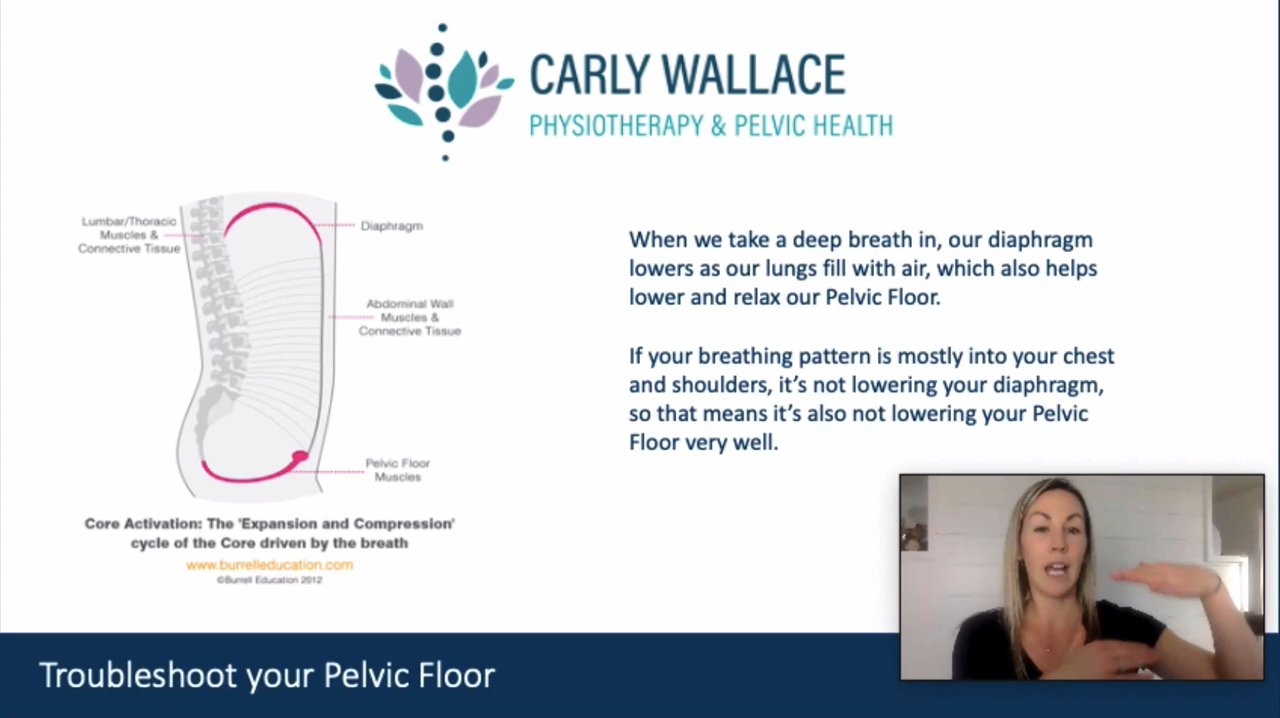 CARLY WALLACE
PHYSIOTHERAPY & PELVIC HEALTH
Lumbar/Thoracic
Muscles &
Connective Tissue
Diaphragm
Abdominal Wall
Muscles &
Connective Tissue
Pelvic Floor
Muscles
Core Activation: The 'Expansion and Compression'
cycle of the Core driven by the breath
www.burrelleducation.com
©Burrell Education 2012
When we take a deep breath in, our diaphragm
lowers as our lungs fill with air, which also helps
lower and relax our Pelvic Floor.
If your breathing pattern is mostly into your chest
and shoulders, it's not lowering your diaphragm,
so that means it's also not lowering your Pelvic
Floor very well.
Troubleshoot your Pelvic Floor